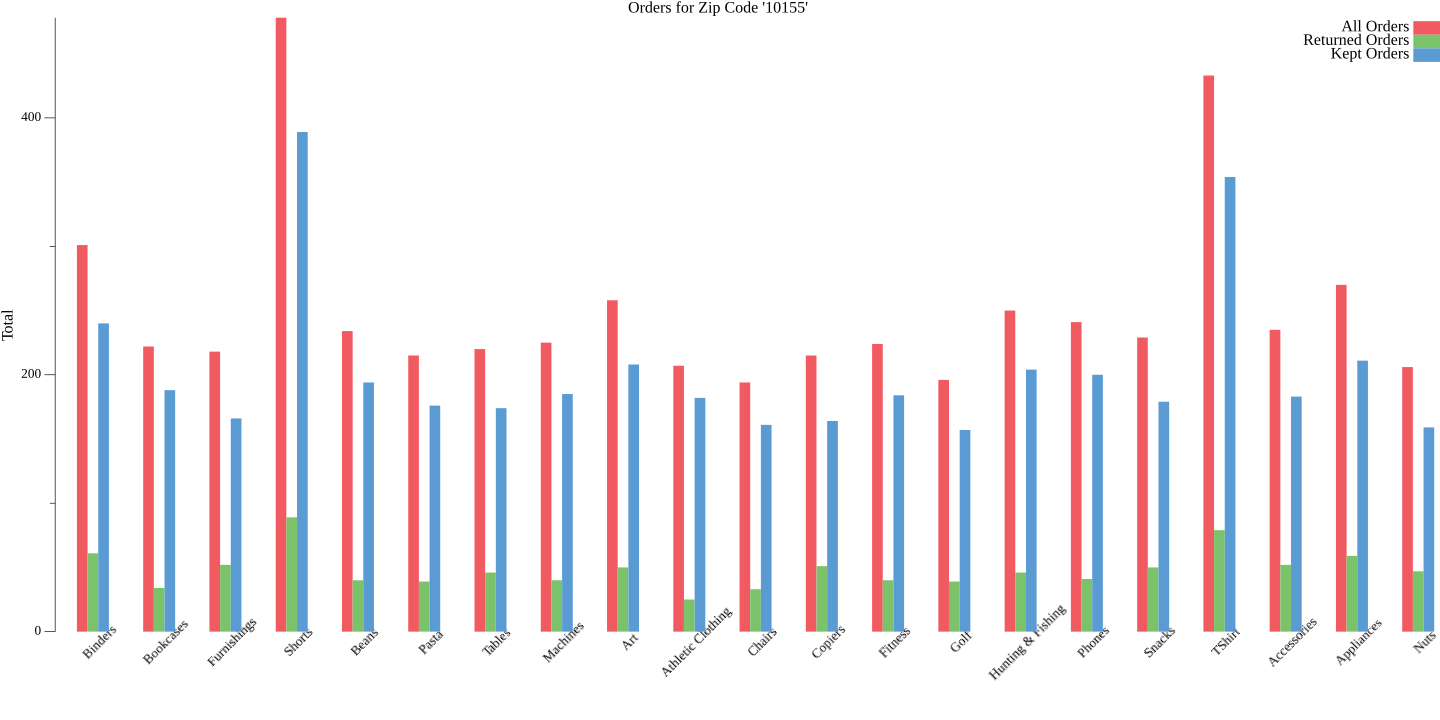 Orders for Zip Code '10155'
All Orders
Returned Orders
Kept Orders
Total
400
200
0
Binders
Bookcases
Furnishings
Shorts
Beans
Pasta
Tables
Machines
Art
Athletic Clothing
Chairs
Copiers
Fitness
Golf
Hunting & Fishing
Phones
Snacks
TShirt
Accessories
Appliances
Nuts